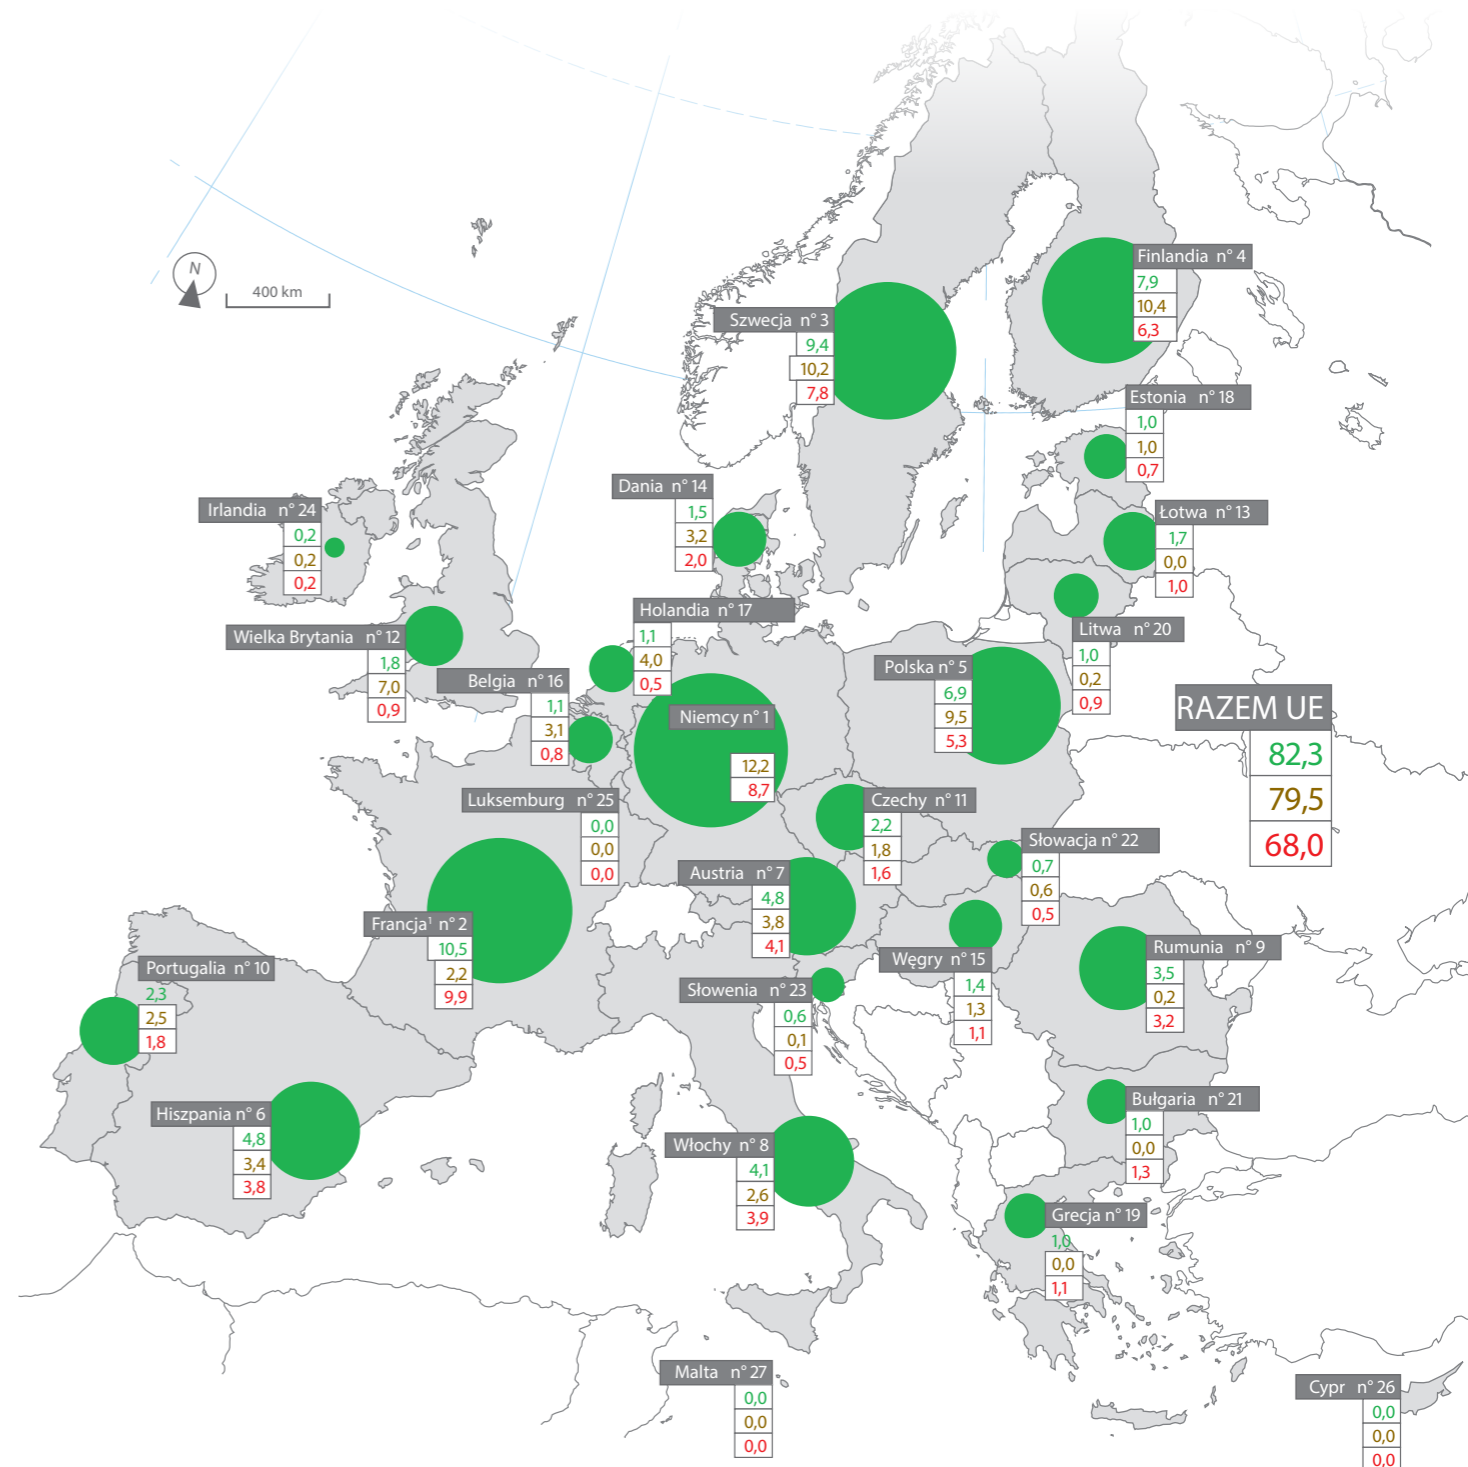 N
400 km
Finlandia n° 4
7,9
10,4
6,3
Szwecja n° 3
9,4
10,2
7,8
Estonia n° 18
1,0
1,0
0,7
Dania n° 14
1,5
3,2
2,0
Irlandia n° 24
0,2
0,2
0,2
Łotwa n° 13
1,7
0,0
1,0
Holandia n° 17
1,1
4,0
0,5
Litwa n° 20
1,0
0,2
0,9
Wielka Brytania n° 12
1,8
7,0
0,9
Belgia n° 16
1,1
3,1
0,8
Polska n° 5
6,9
9,5
5,3
Niemcy n° 1
12,2
8,7
RAZEM UE
82,3
79,5
68,0
Luksemburg n° 25
0,0
0,0
0,0
Czechy n° 11
2,2
1,8
1,6
Słowacja n° 22
0,7
0,6
0,5
Austria n° 7
4,8
3,8
4,1
Francja¹ n° 2
10,5
2,2
9,9
Portugalia n° 10
2,3
2,5
1,8
Węgry n° 15
1,4
1,3
1,1
Rumunia n° 9
3,5
0,2
3,2
Słowenia n° 23
0,6
0,1
0,5
Hiszpania n° 6
4,8
3,4
3,8
Bułgaria n° 21
1,0
0,0
1,3
Włochy n° 8
4,1
2,6
3,9
Grecja n° 19
1,0
0,0
1,1
Malta n° 27
0,0
0,0
0,0
Cypr n° 26
0,0
0,0
0,0